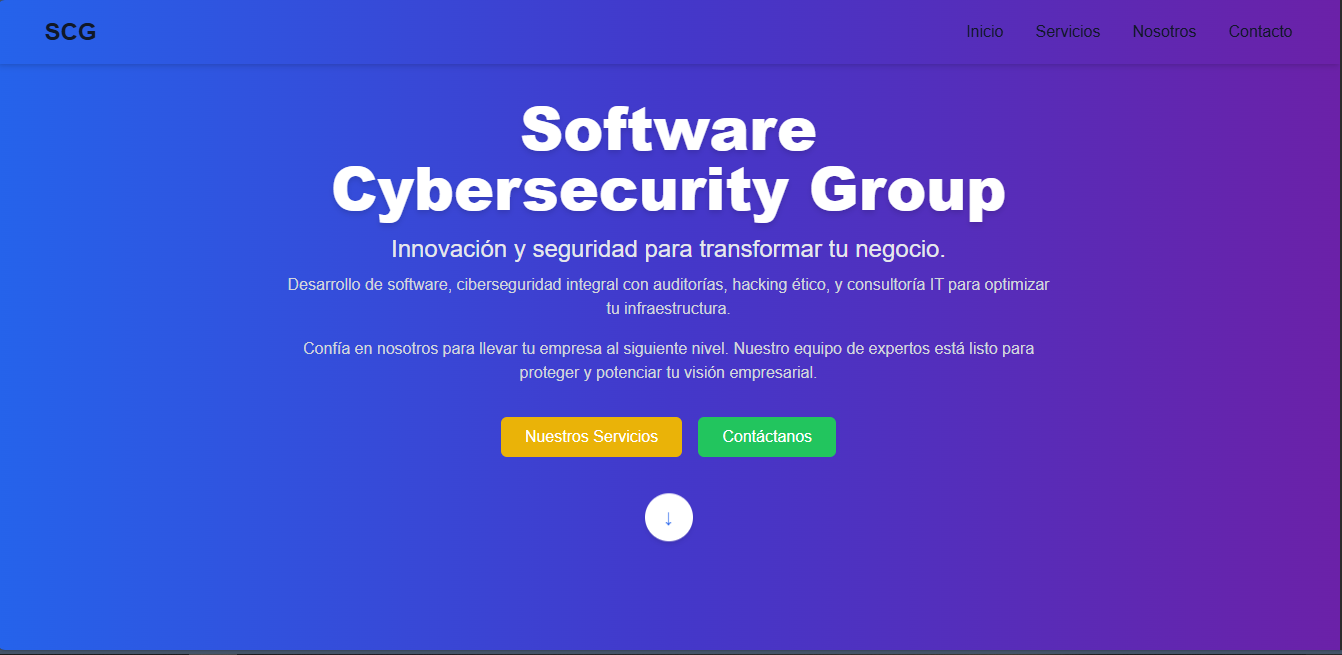 SCG
Inicio
Servicios
Nosotros
Contacto
Software
Cybersecurity Group
Innovación y seguridad para transformar tu negocio.
Desarrollo de software, ciberseguridad integral con auditorías, hacking ético, y consultoría IT para optimizar
tu infraestructura.
Confía en nosotros para llevar tu empresa al siguiente nivel. Nuestro equipo de expertos está listo para
proteger y potenciar tu visión empresarial.
Nuestros Servicios
Contáctanos
↓